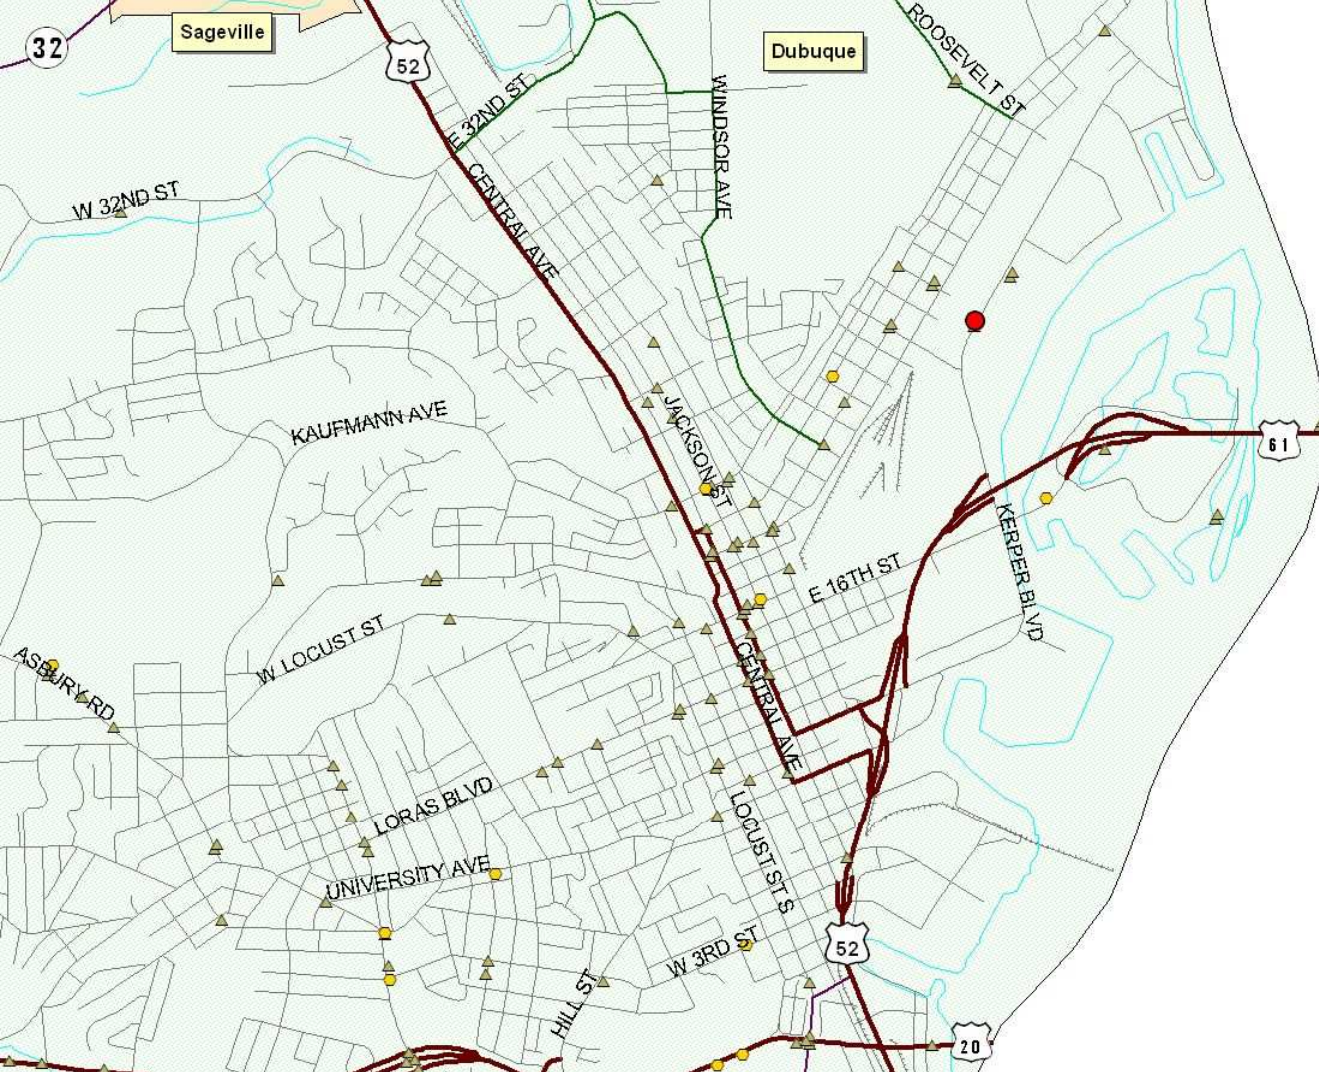 Sageville
32
52
Dubuque
ROOSEVELT ST
E 32ND ST
WINDSOR AVE
W 32ND ST
CENTRAL AVE
KAUFMANN AVE
JACKSON ST
61
KERPER BLVD
E 16TH ST
W LOCUST ST
ASBURY RD
CENTRAL AVE
LORAS BLVD
LOCUST ST S
UNIVERSITY AVE
W 3RD ST
52
HILL ST
20